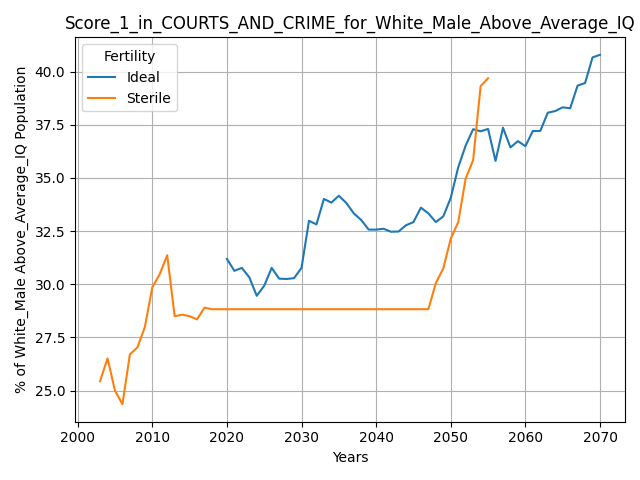 Score_1_in_COURTS_AND_CRIME_for_White_Male_Above_Average_IQ
Fertility
Ideal
Sterile
% of White_Male Above_Average_IQ Population
40.0
37.5
35.0
32.5
30.0
27.5
25.0
2000 2010 2020 2030 2040 2050 2060 2070
Years